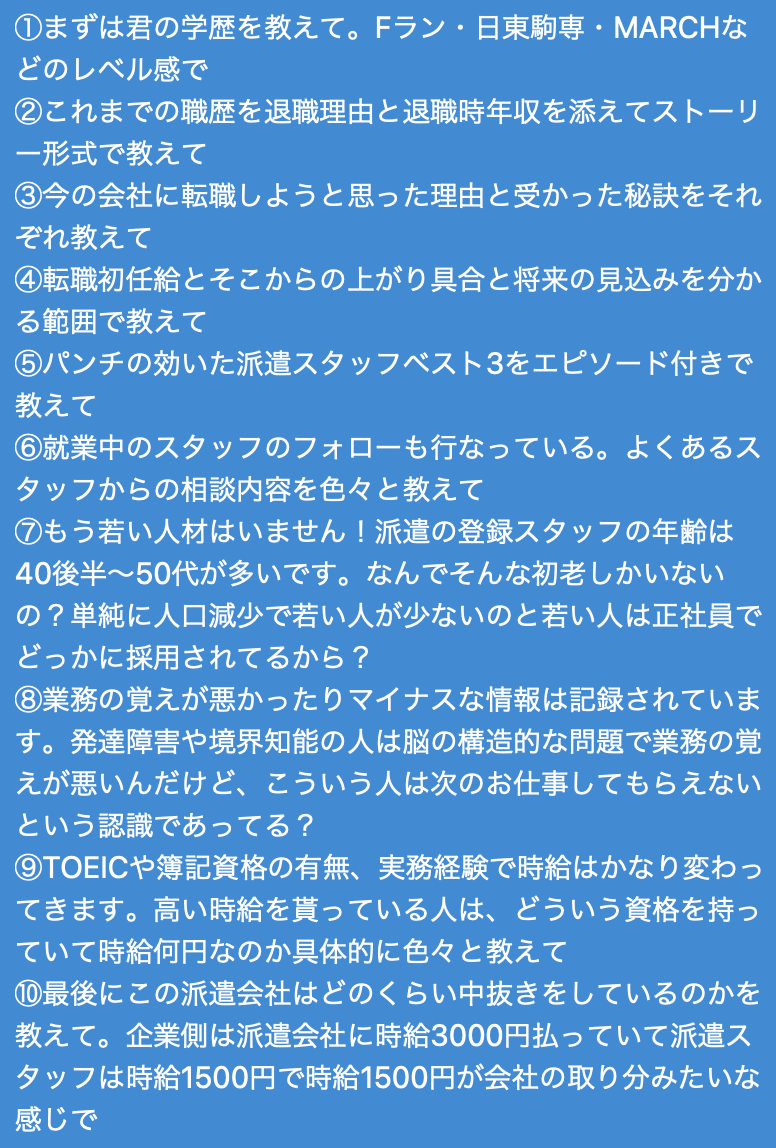 ①まずは君の学歴を教えて。Fラン・日東駒専・MARCHな
どのレベル感で
②これまでの職歴を退職理由と退職時年収を添えてストーリ
ー形式で教えて
③今の会社に転職しようと思った理由と受かった秘訣をそれ
ぞれ教えて
④転職初任給とそこからの上がり具合と将来の見込みを分か
る範囲で教えて
⑤パンチの効いた派遣スタッフベスト3をエピソード付きで
教えて
⑥就業中のスタッフのフォローも行なっている。よくあるス
タッフからの相談内容を色々と教えて
⑦もう若い人材はいません！派遣の登録スタッフの年齢は
40後半〜50代が多いです。なんでそんな初老しかいない
の？単純に人口減少で若い人が少ないのと若い人は正社員で
どっかに採用されてるから？
⑧業務の覚えが悪かったりマイナスな情報は記録されていま
す。発達障害や境界知能の人は脳の構造的な問題で業務の覚
えが悪いんだけど、こういう人は次のお仕事してもらえない
という認識であってる？
⑨TOEICや簿記資格の有無、実務経験で時給はかなり変わっ
てきます。高い時給を貰っている人は、どういう資格を持っ
ていて時給何円なのか具体的に色々と教えて
⑩最後にこの派遣会社はどのくらい中抜きをしているのかを
教えて。企業側は派遣会社に時給3000円払っていて派遣ス
タッフは時給1500円で時給1500円が会社の取り分みたいな
感じで